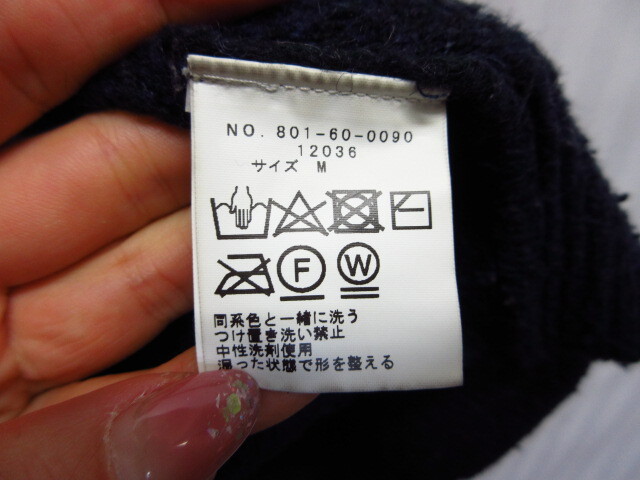 NO. 801-60-0090
12036
サイズ M
F W
同系色と一緒に洗う
つけ置き洗い禁止
中性洗剤使用
湿った状態で形を整える